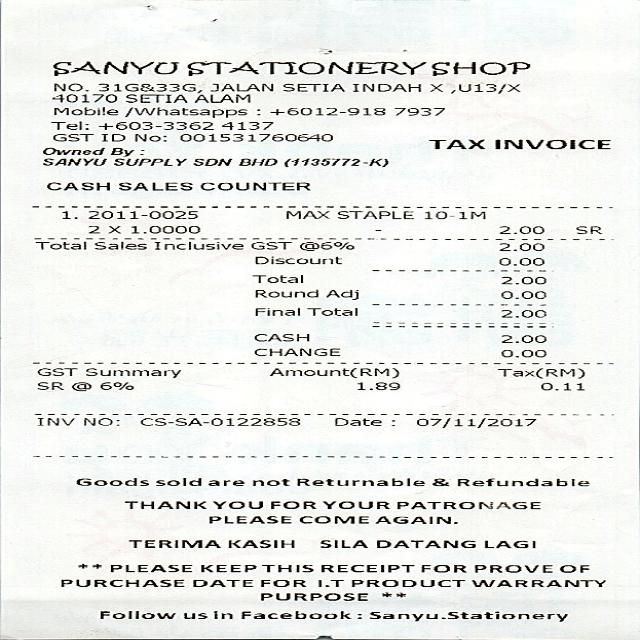 SANYU STATIONERY SHOP
NO. 31G&33G, JALAN SETIA INDAH X ,U13/X
40170 SETIA ALAM
Mobile /Whatsapps : +6012-918 7937
Tel: +603-3362 4137
GST ID No: 001531760640
TAX INVOICE
Owned By :
SANYU SUPPLY SDN BHD (1135772-K)
CASH SALES COUNTER
1. 2011-0025 MAX STAPLE 10-1M
2 X 1.0000 - 2.00 SR
Total Sales Inclusive GST @6% 2.00
Discount 0.00
Total 2.00
Round Adj 0.00
Final Total 2.00
CASH 2.00
CHANGE 0.00
GST Summary Amount(RM) Tax(RM)
SR @ 6% 1.89 0.11
INV NO: CS-SA-0122858 Date : 07/11/2017
Goods sold are not Returnable & Refundable
THANK YOU FOR YOUR PATRONAGE
PLEASE COME AGAIN.
TERIMA KASIH SILA DATANG LAGI
** PLEASE KEEP THIS RECEIPT FOR PROVE OF
PURCHASE DATE FOR I.T PRODUCT WARRANTY
PURPOSE **
Follow us in Facebook : Sanyu.Stationery